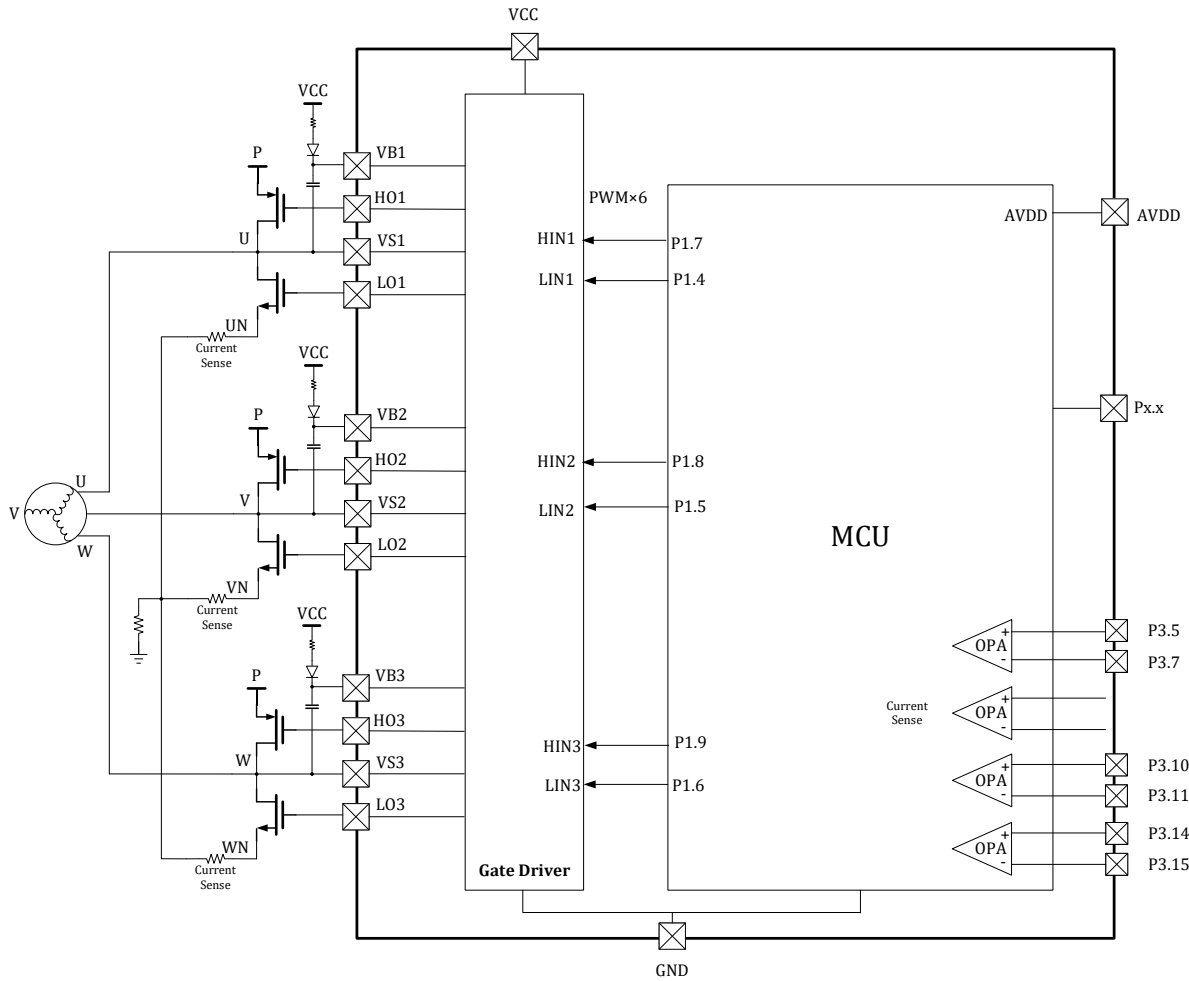 VCC
VCC
P
VB1
HO1
U
VS1
LO1
UN
Current
Sense
PWM×6
HIN1
P1.7
LIN1
P1.4
AVDD
AVDD
VCC
P
VB2
HO2
V
VS2
LO2
VN
Current
Sense
HIN2
P1.8
LIN2
P1.5
MCU
Px.x
U
V
W
VCC
P
VB3
HO3
W
VS3
LO3
WN
Current
Sense
HIN3
P1.9
LIN3
P1.6
Gate Driver
+
OPA
-
P3.5
P3.7
Current
Sense
+
OPA
-
+
OPA
-
P3.10
P3.11
+
OPA
-
P3.14
P3.15
GND